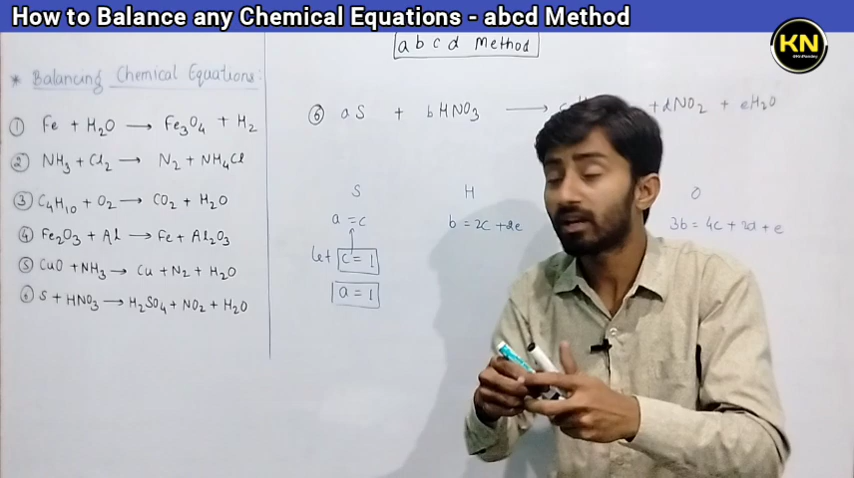 How to Balance any Chemical Equations - abcd Method
KN
a b c d Method
* Balancing Chemical Equations:
① Fe + H₂O ⟶ Fe₃O₄ + H₂
② NH₃ + Cl₂ ⟶ N₂ + NH₄Cl
③ C₄H₁₀ + O₂ ⟶ CO₂ + H₂O
④ Fe₂O₃ + Al ⟶ Fe + Al₂O₃
⑤ CuO + NH₃ ⟶ Cu + N₂ + H₂O
⑥ S + HNO₃ ⟶ H₂SO₄ + NO₂ + H₂O
⑥ aS + bHNO₃ ⟶ c + dNO₂ + eH₂O
S H O
a = c b = 2c + 2e 3b = 4c + 2d + e
let c = 1
a = 1